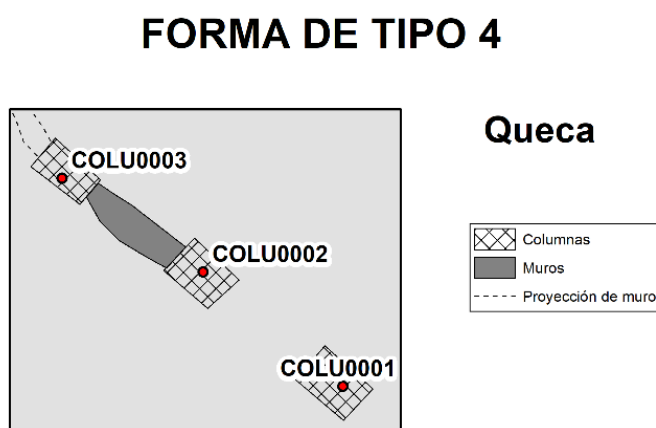 FORMA DE TIPO 4
Queca
COLU0003
COLU0002
COLU0001
Columnas
Muros
Proyección de muro